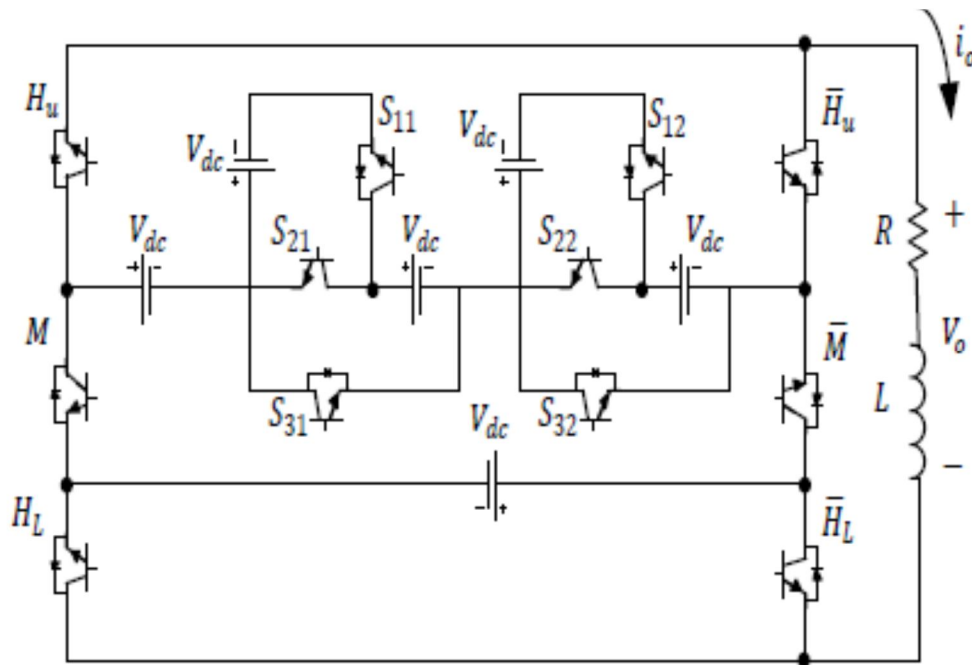 i_o
H_u
S_11
S_12
H̄_u
V_dc
V_dc
+
V_dc
S_21
V_dc
S_22
V_dc
R
M
M̄
V_o
S_31
S_32
L
V_dc
−
H_L
H̄_L